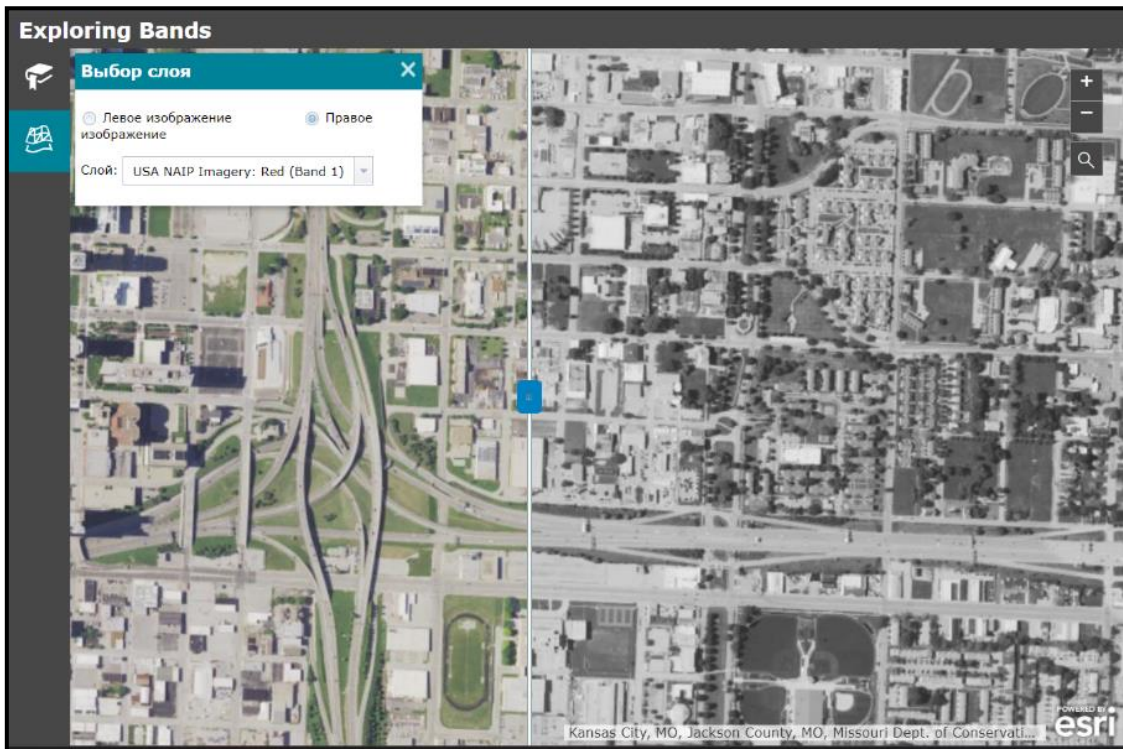 Exploring Bands
Выбор слоя
Левое изображение Правое
изображение
Слой: USA NAIP Imagery: Red (Band 1)
Kansas City, MO, Jackson County, MO, Missouri Dept. of Conservati...
POWERED BY
esri